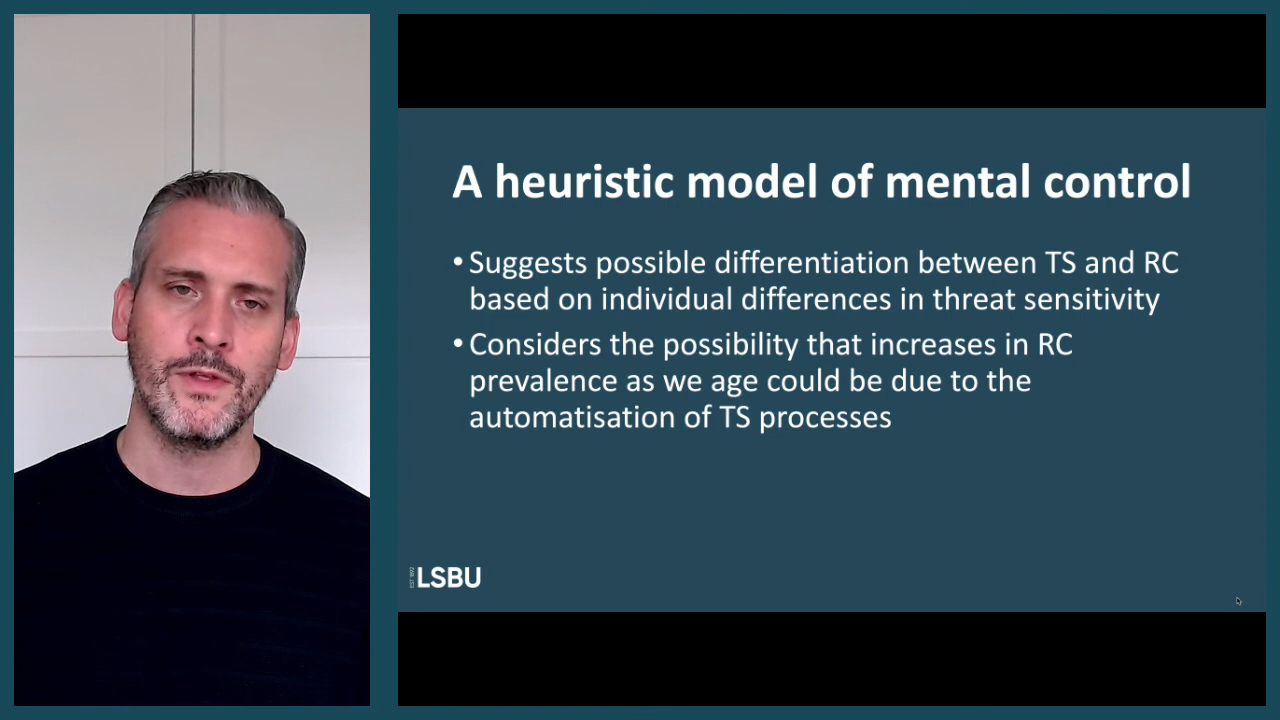 A heuristic model of mental control
• Suggests possible differentiation between TS and RC
based on individual differences in threat sensitivity
• Considers the possibility that increases in RC
prevalence as we age could be due to the
automatisation of TS processes
EST 1892 LSBU